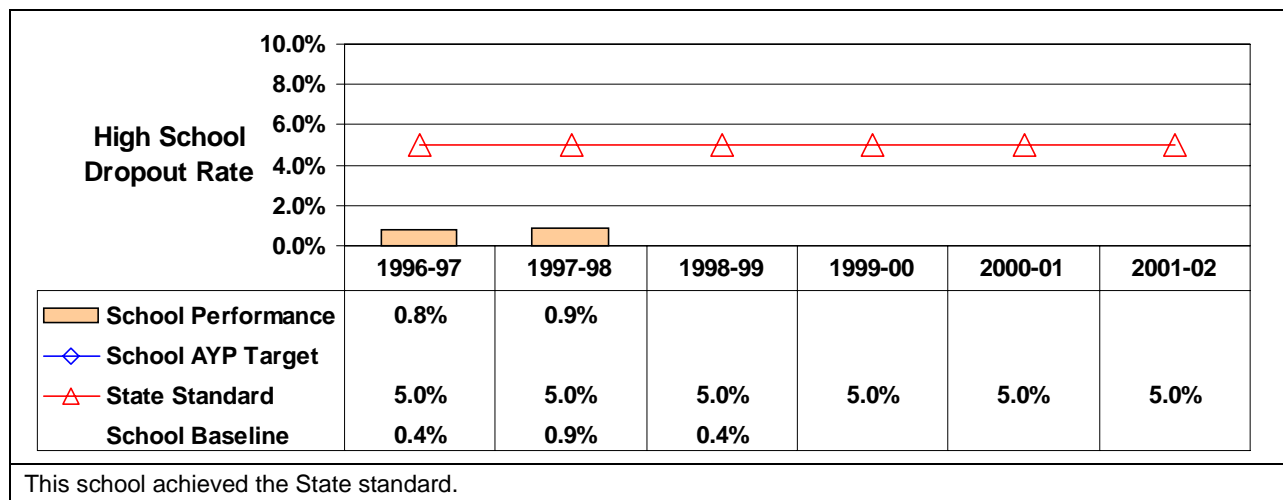 10.0%
8.0%
6.0%
4.0%
2.0%
0.0%
High School
Dropout Rate
1996-97 1997-98 1998-99 1999-00 2000-01 2001-02
School Performance 0.8% 0.9%
School AYP Target
State Standard 5.0% 5.0% 5.0% 5.0% 5.0% 5.0%
School Baseline 0.4% 0.9% 0.4%
This school achieved the State standard.